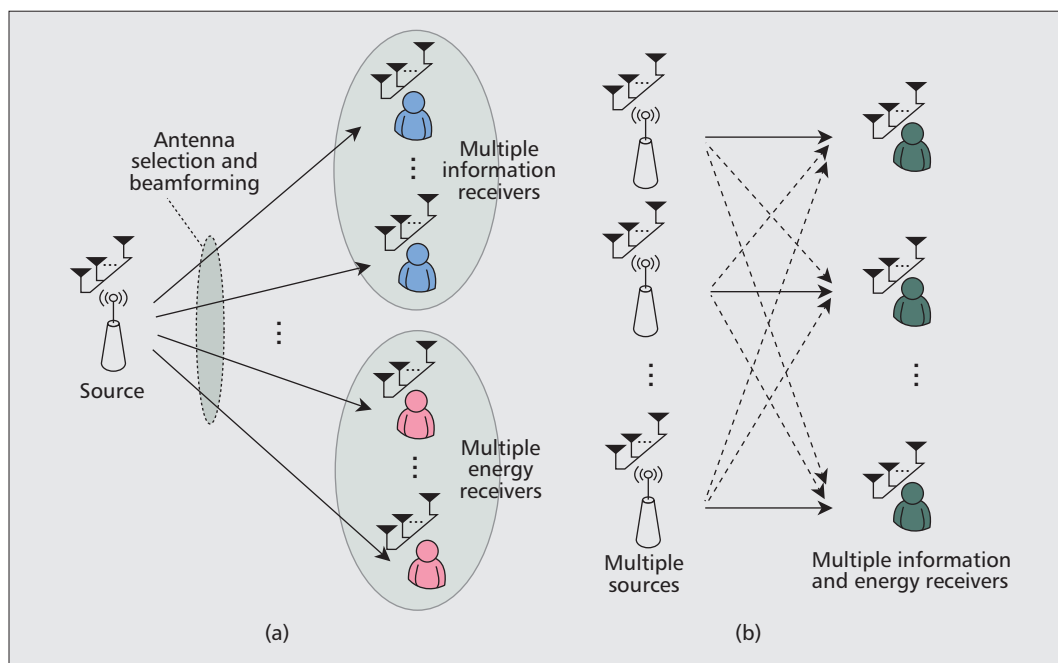 Antenna
selection and
beamforming
Source
Multiple
information
receivers
Multiple
energy
receivers
(a)
Multiple
sources
Multiple information
and energy receivers
(b)